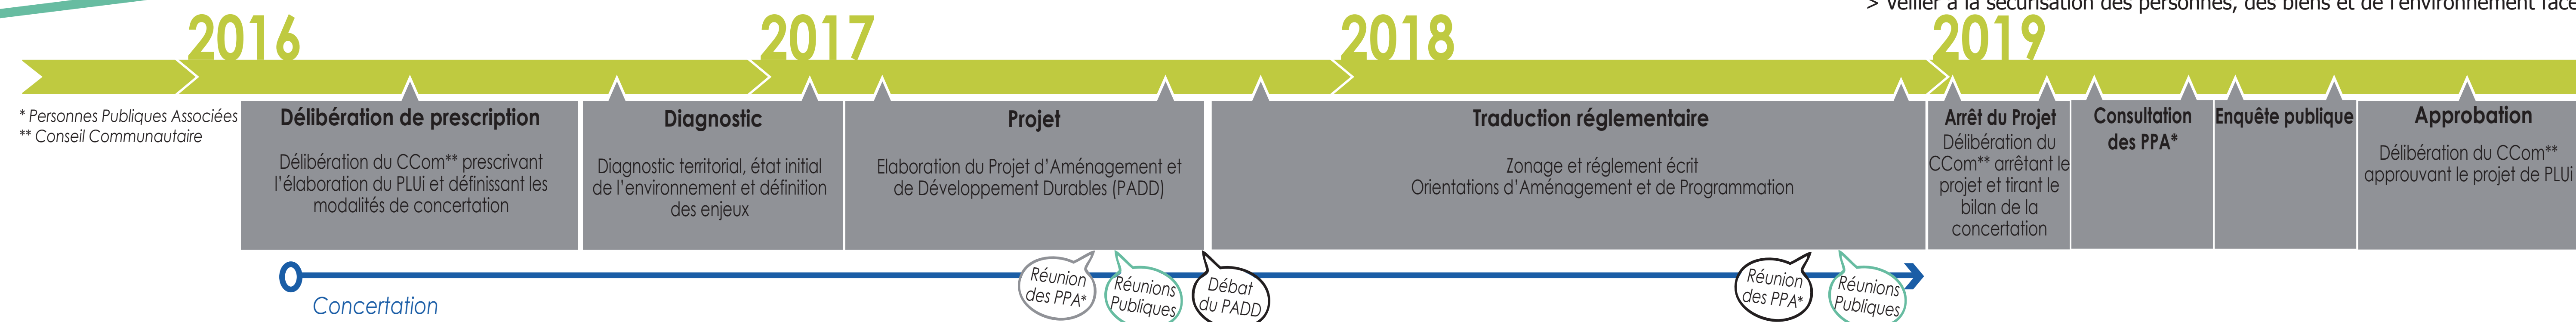 > Veiller à la sécurisation des personnes, des biens et de l'environnement face
2016
2017
2018
2019
* Personnes Publiques Associées
** Conseil Communautaire
Délibération de prescription
Délibération du CCom** prescrivant
l'élaboration du PLUi et définissant les
modalités de concertation
Diagnostic
Diagnostic territorial, état initial
de l'environnement et définition
des enjeux
Projet
Elaboration du Projet d'Aménagement et
de Développement Durables (PADD)
Traduction réglementaire
Zonage et réglement écrit
Orientations d'Aménagement et de Programmation
Arrêt du Projet
Délibération du
CCom** arrêtant le
projet et tirant le
bilan de la
concertation
Consultation
des PPA*
Enquête publique
Approbation
Délibération du CCom**
approuvant le projet de PLUi
Concertation
Réunion
des PPA*
Réunions
Publiques
Débat
du PADD
Réunion
des PPA*
Réunions
Publiques